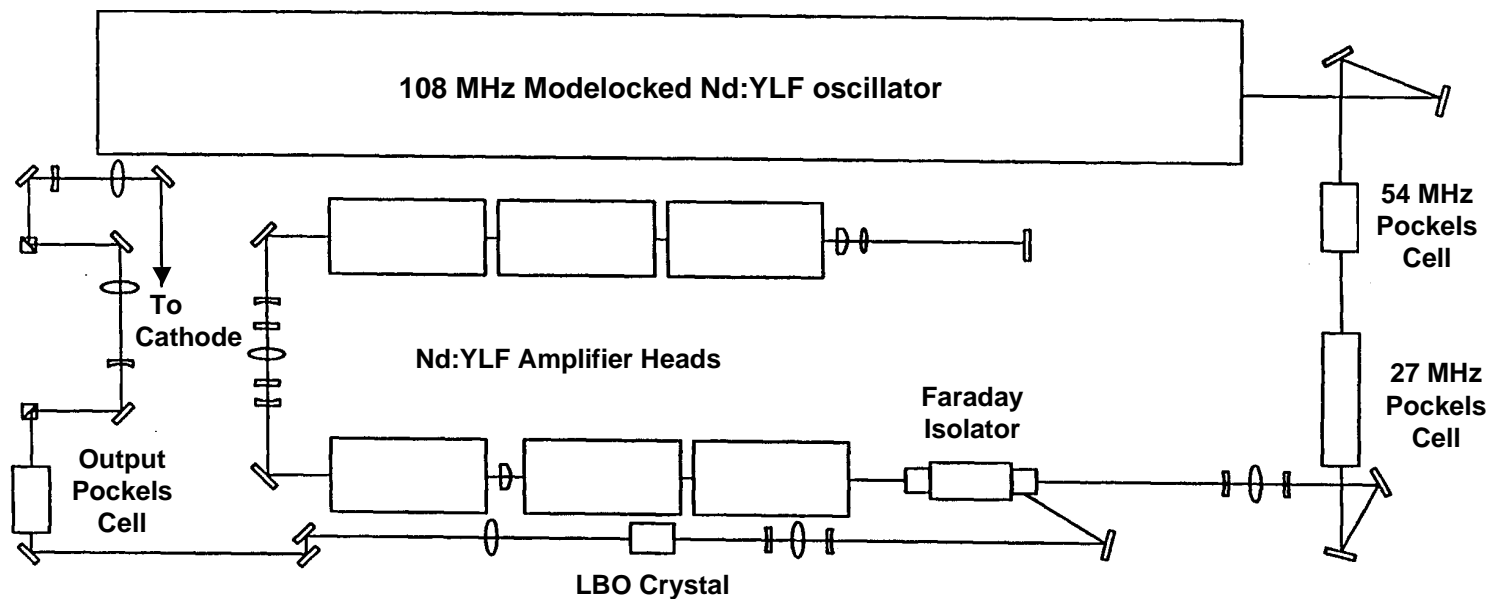 108 MHz Modelocked Nd:YLF oscillator
54 MHz
Pockels
Cell
To
Cathode
Nd:YLF Amplifier Heads
27 MHz
Pockels
Cell
Faraday
Isolator
Output
Pockels
Cell
LBO Crystal